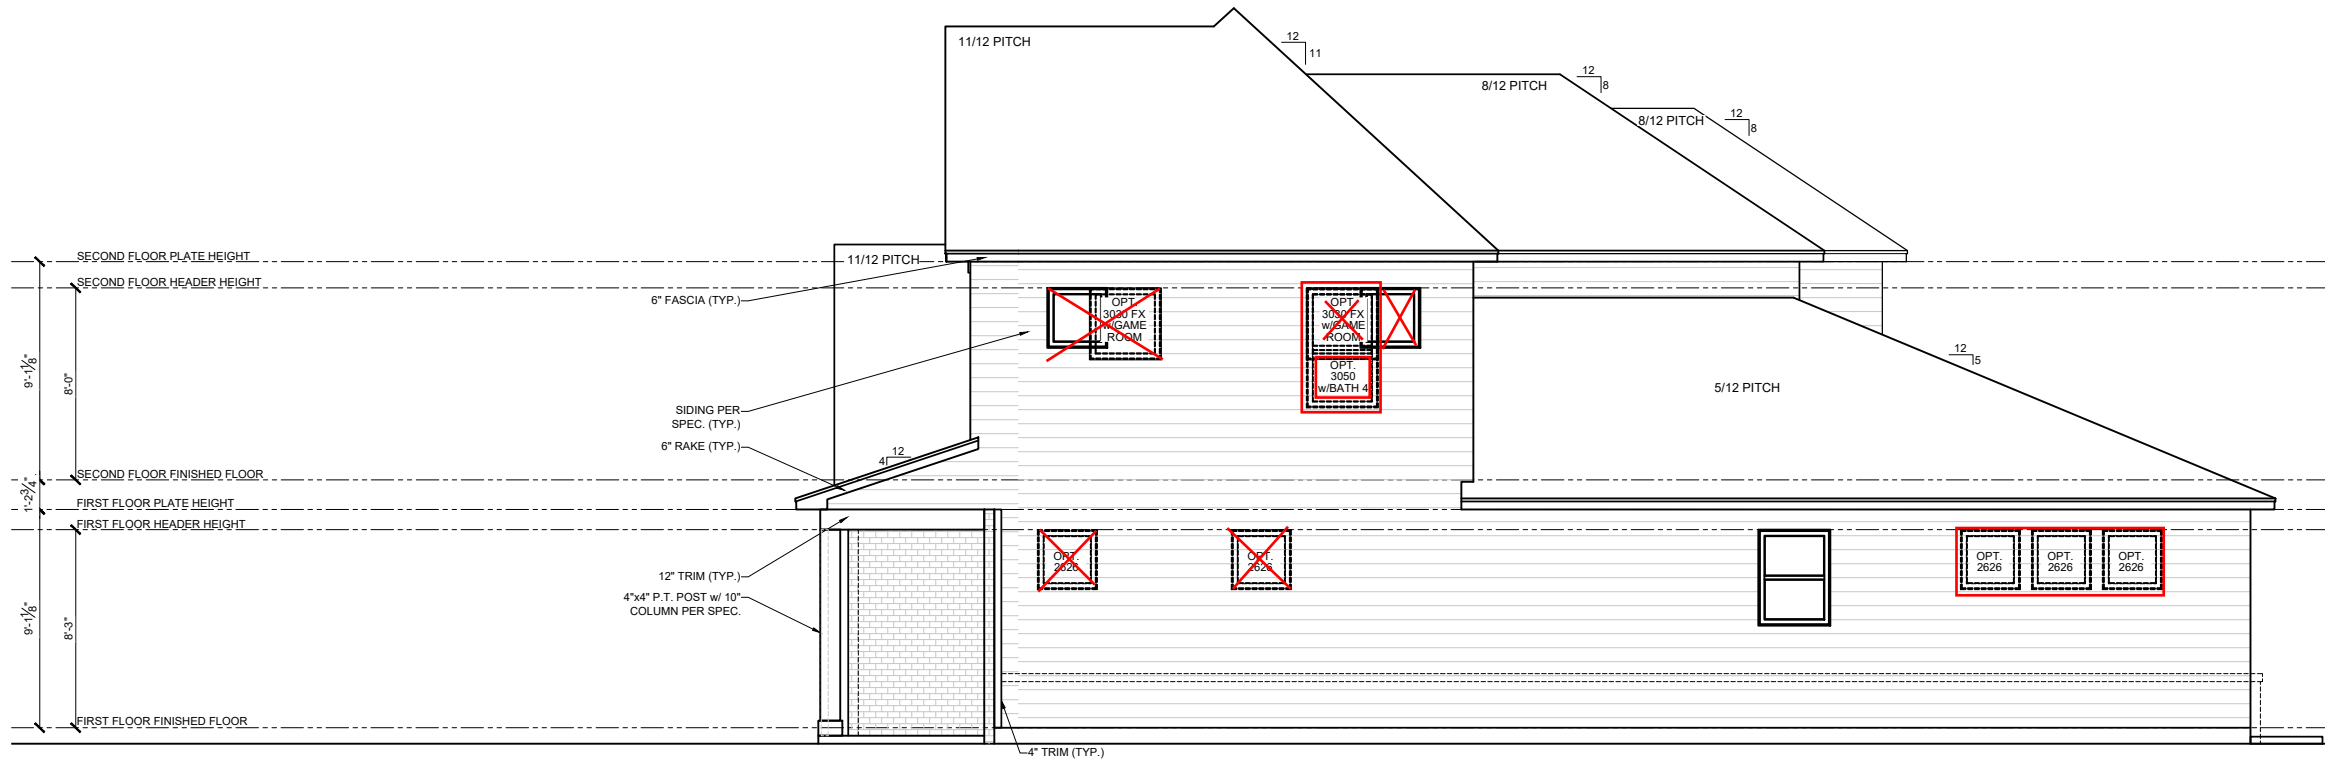 12
11
11/12 PITCH
12
8
8/12 PITCH
12
8
8/12 PITCH
SECOND FLOOR PLATE HEIGHT
11/12 PITCH
SECOND FLOOR HEADER HEIGHT
6" FASCIA (TYP.)
OPT.
3030 FX
w/GAME
ROOM
OPT.
3030 FX
w/GAME
ROOM
OPT.
3050
w/BATH 4
12
5
5/12 PITCH
9'-1 1/8"
8'-0"
SIDING PER
SPEC. (TYP.)
6" RAKE (TYP.)
12
4
SECOND FLOOR FINISHED FLOOR
1'-2 3/4"
FIRST FLOOR PLATE HEIGHT
FIRST FLOOR HEADER HEIGHT
OPT.
2626
OPT.
2626
OPT.
2626
OPT.
2626
OPT.
2626
12" TRIM (TYP.)
4"x4" P.T. POST w/ 10"
COLUMN PER SPEC.
9'-1 1/8"
8'-3"
FIRST FLOOR FINISHED FLOOR
4" TRIM (TYP.)